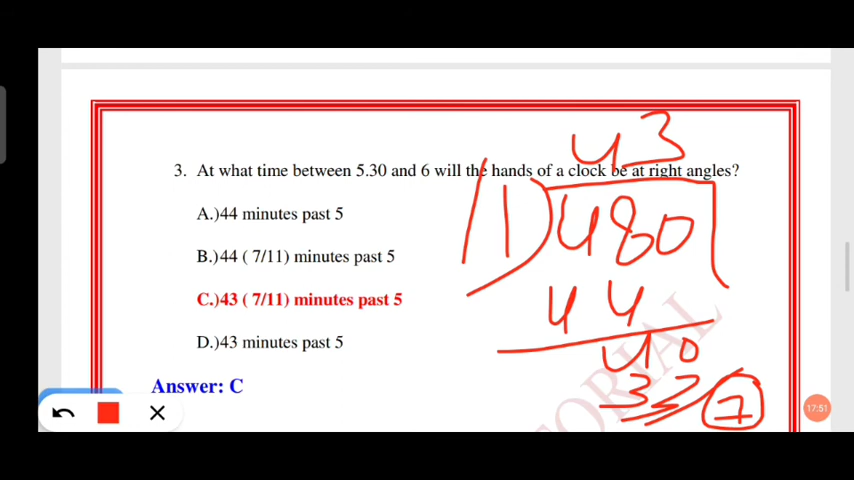 3. At what time between 5.30 and 6 will the hands of a clock be at right angles?
A.)44 minutes past 5
B.)44 ( 7/11) minutes past 5
C.)43 ( 7/11) minutes past 5
D.)43 minutes past 5
Answer: C
43
11)480
44
40
33
7
TORIAL
17:51